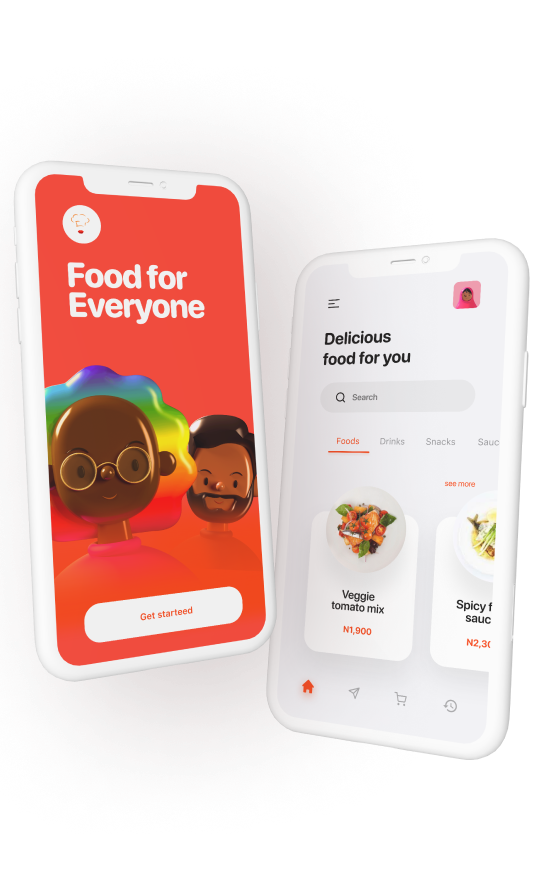 Food for
Everyone
Get starteed
Delicious
food for you
Search
Foods Drinks Snacks Sauc
see more
Veggie
tomato mix
N1,900
Spicy f
sauc
N2,30